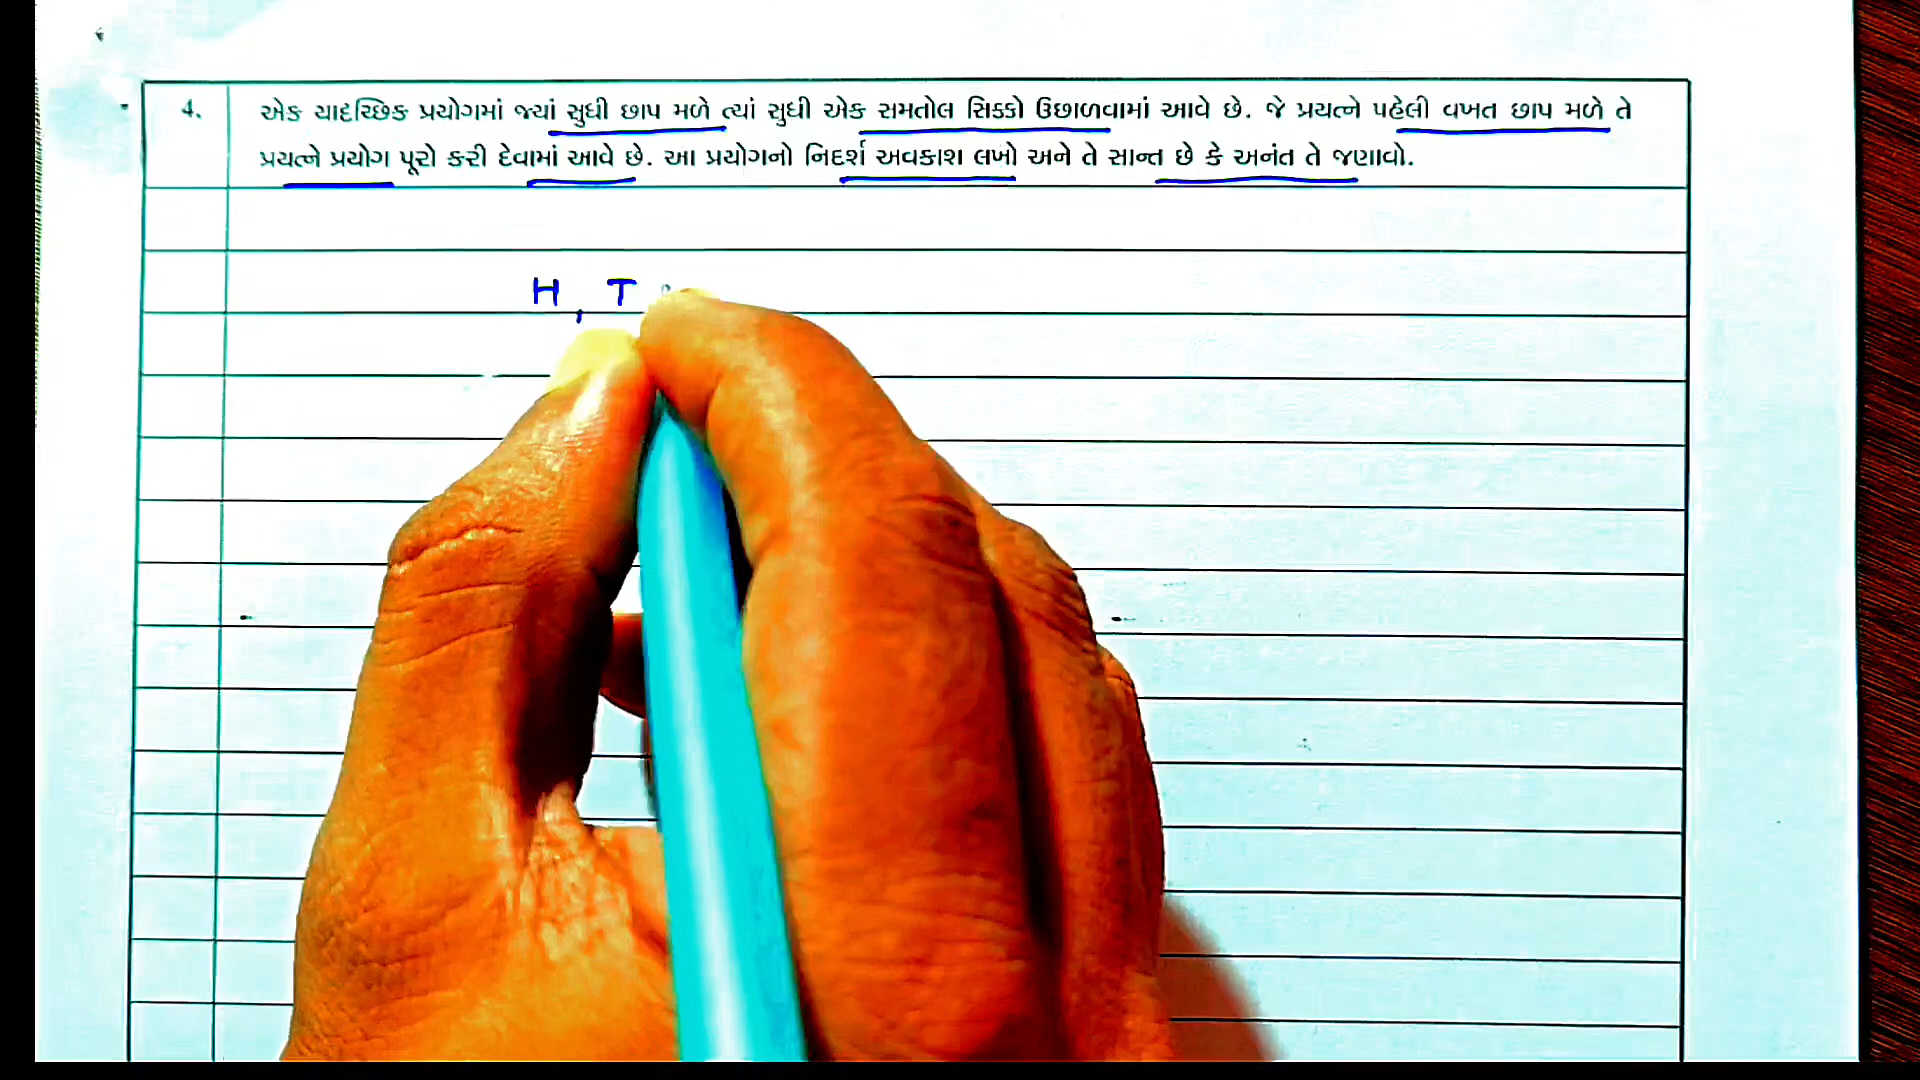 4. એક યાદચ્છિક પ્રયોગમાં જ્યાં સુધી છાપ મળે ત્યાં સુધી એક સમતોલ સિક્કો ઉછાળવામાં આવે છે. જે પ્રયત્ને પહેલી વખત છાપ મળે તે
પ્રયત્ને પ્રયોગ પૂરો કરી દેવામાં આવે છે. આ પ્રયોગનો નિદર્શ અવકાશ લખો અને તે સાન્ત છે કે અનંત તે જણાવો.
H, T